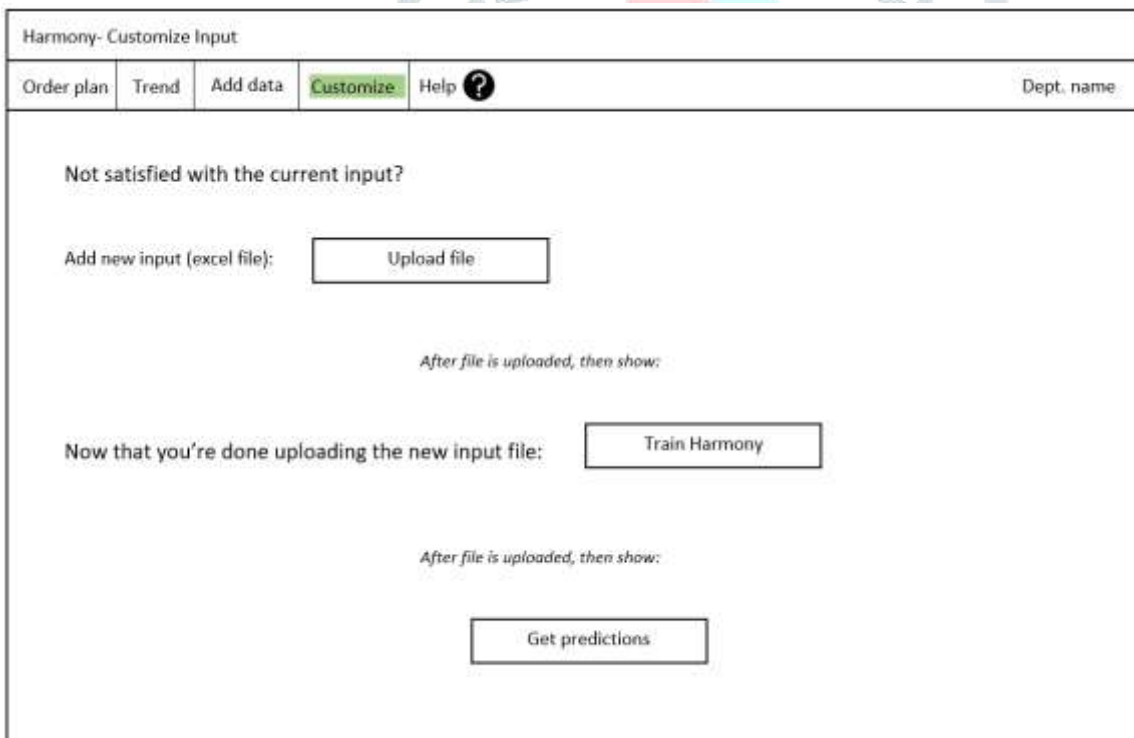 Harmony- Customize Input
Order plan Trend Add data Customize Help ? Dept. name
Not satisfied with the current input?
Add new input (excel file): Upload file
After file is uploaded, then show:
Now that you're done uploading the new input file: Train Harmony
After file is uploaded, then show:
Get predictions